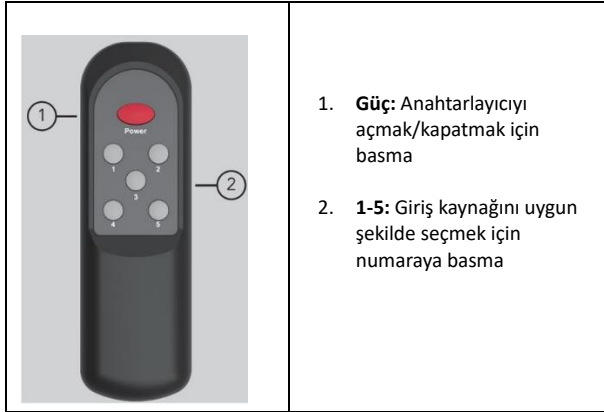 1
Power
1
2
3
4
5
2
1. Güç: Anahtarlayıcıyı
açmak/kapatmak için
basma
2. 1-5: Giriş kaynağını uygun
şekilde seçmek için
numaraya basma